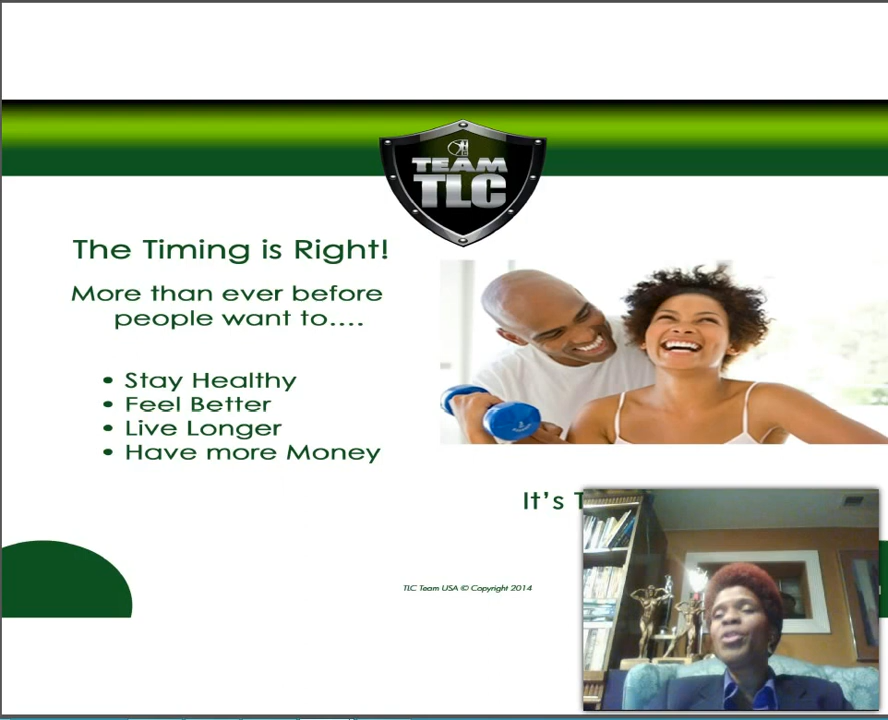 TEAM
TLC
The Timing is Right!
More than ever before
people want to....
• Stay Healthy
• Feel Better
• Live Longer
• Have more Money
It's T
TLC Team USA © Copyright 2014